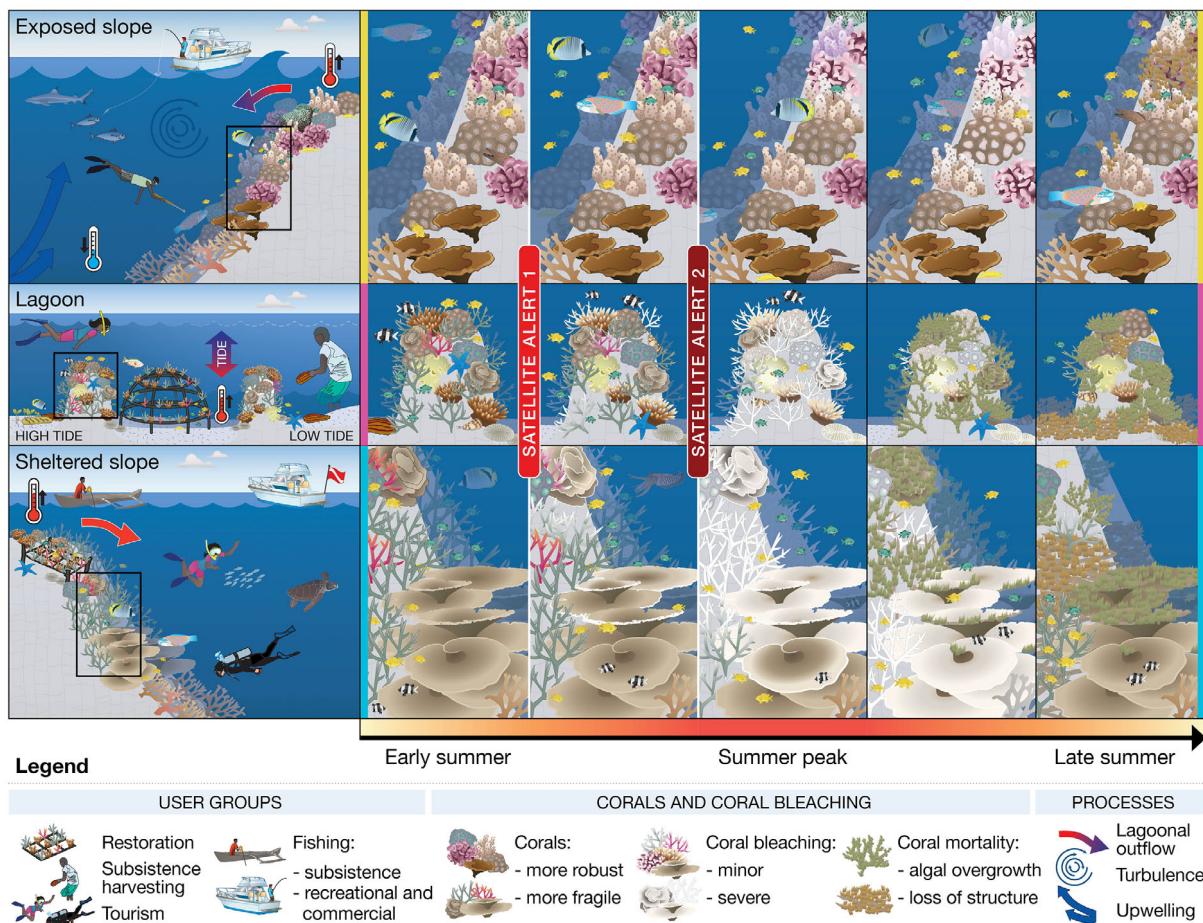 Exposed slope
Lagoon
TIDE
HIGH TIDE
LOW TIDE
Sheltered slope
SATELLITE ALERT 1
SATELLITE ALERT 2
Early summer
Summer peak
Late summer
Legend
USER GROUPS
Restoration
Subsistence
harvesting
Tourism
Fishing:
- subsistence
- recreational and
commercial
CORALS AND CORAL BLEACHING
Corals:
- more robust
- more fragile
Coral bleaching:
- minor
- severe
Coral mortality:
- algal overgrowth
- loss of structure
PROCESSES
Lagoonal
outflow
Turbulence
Upwelling